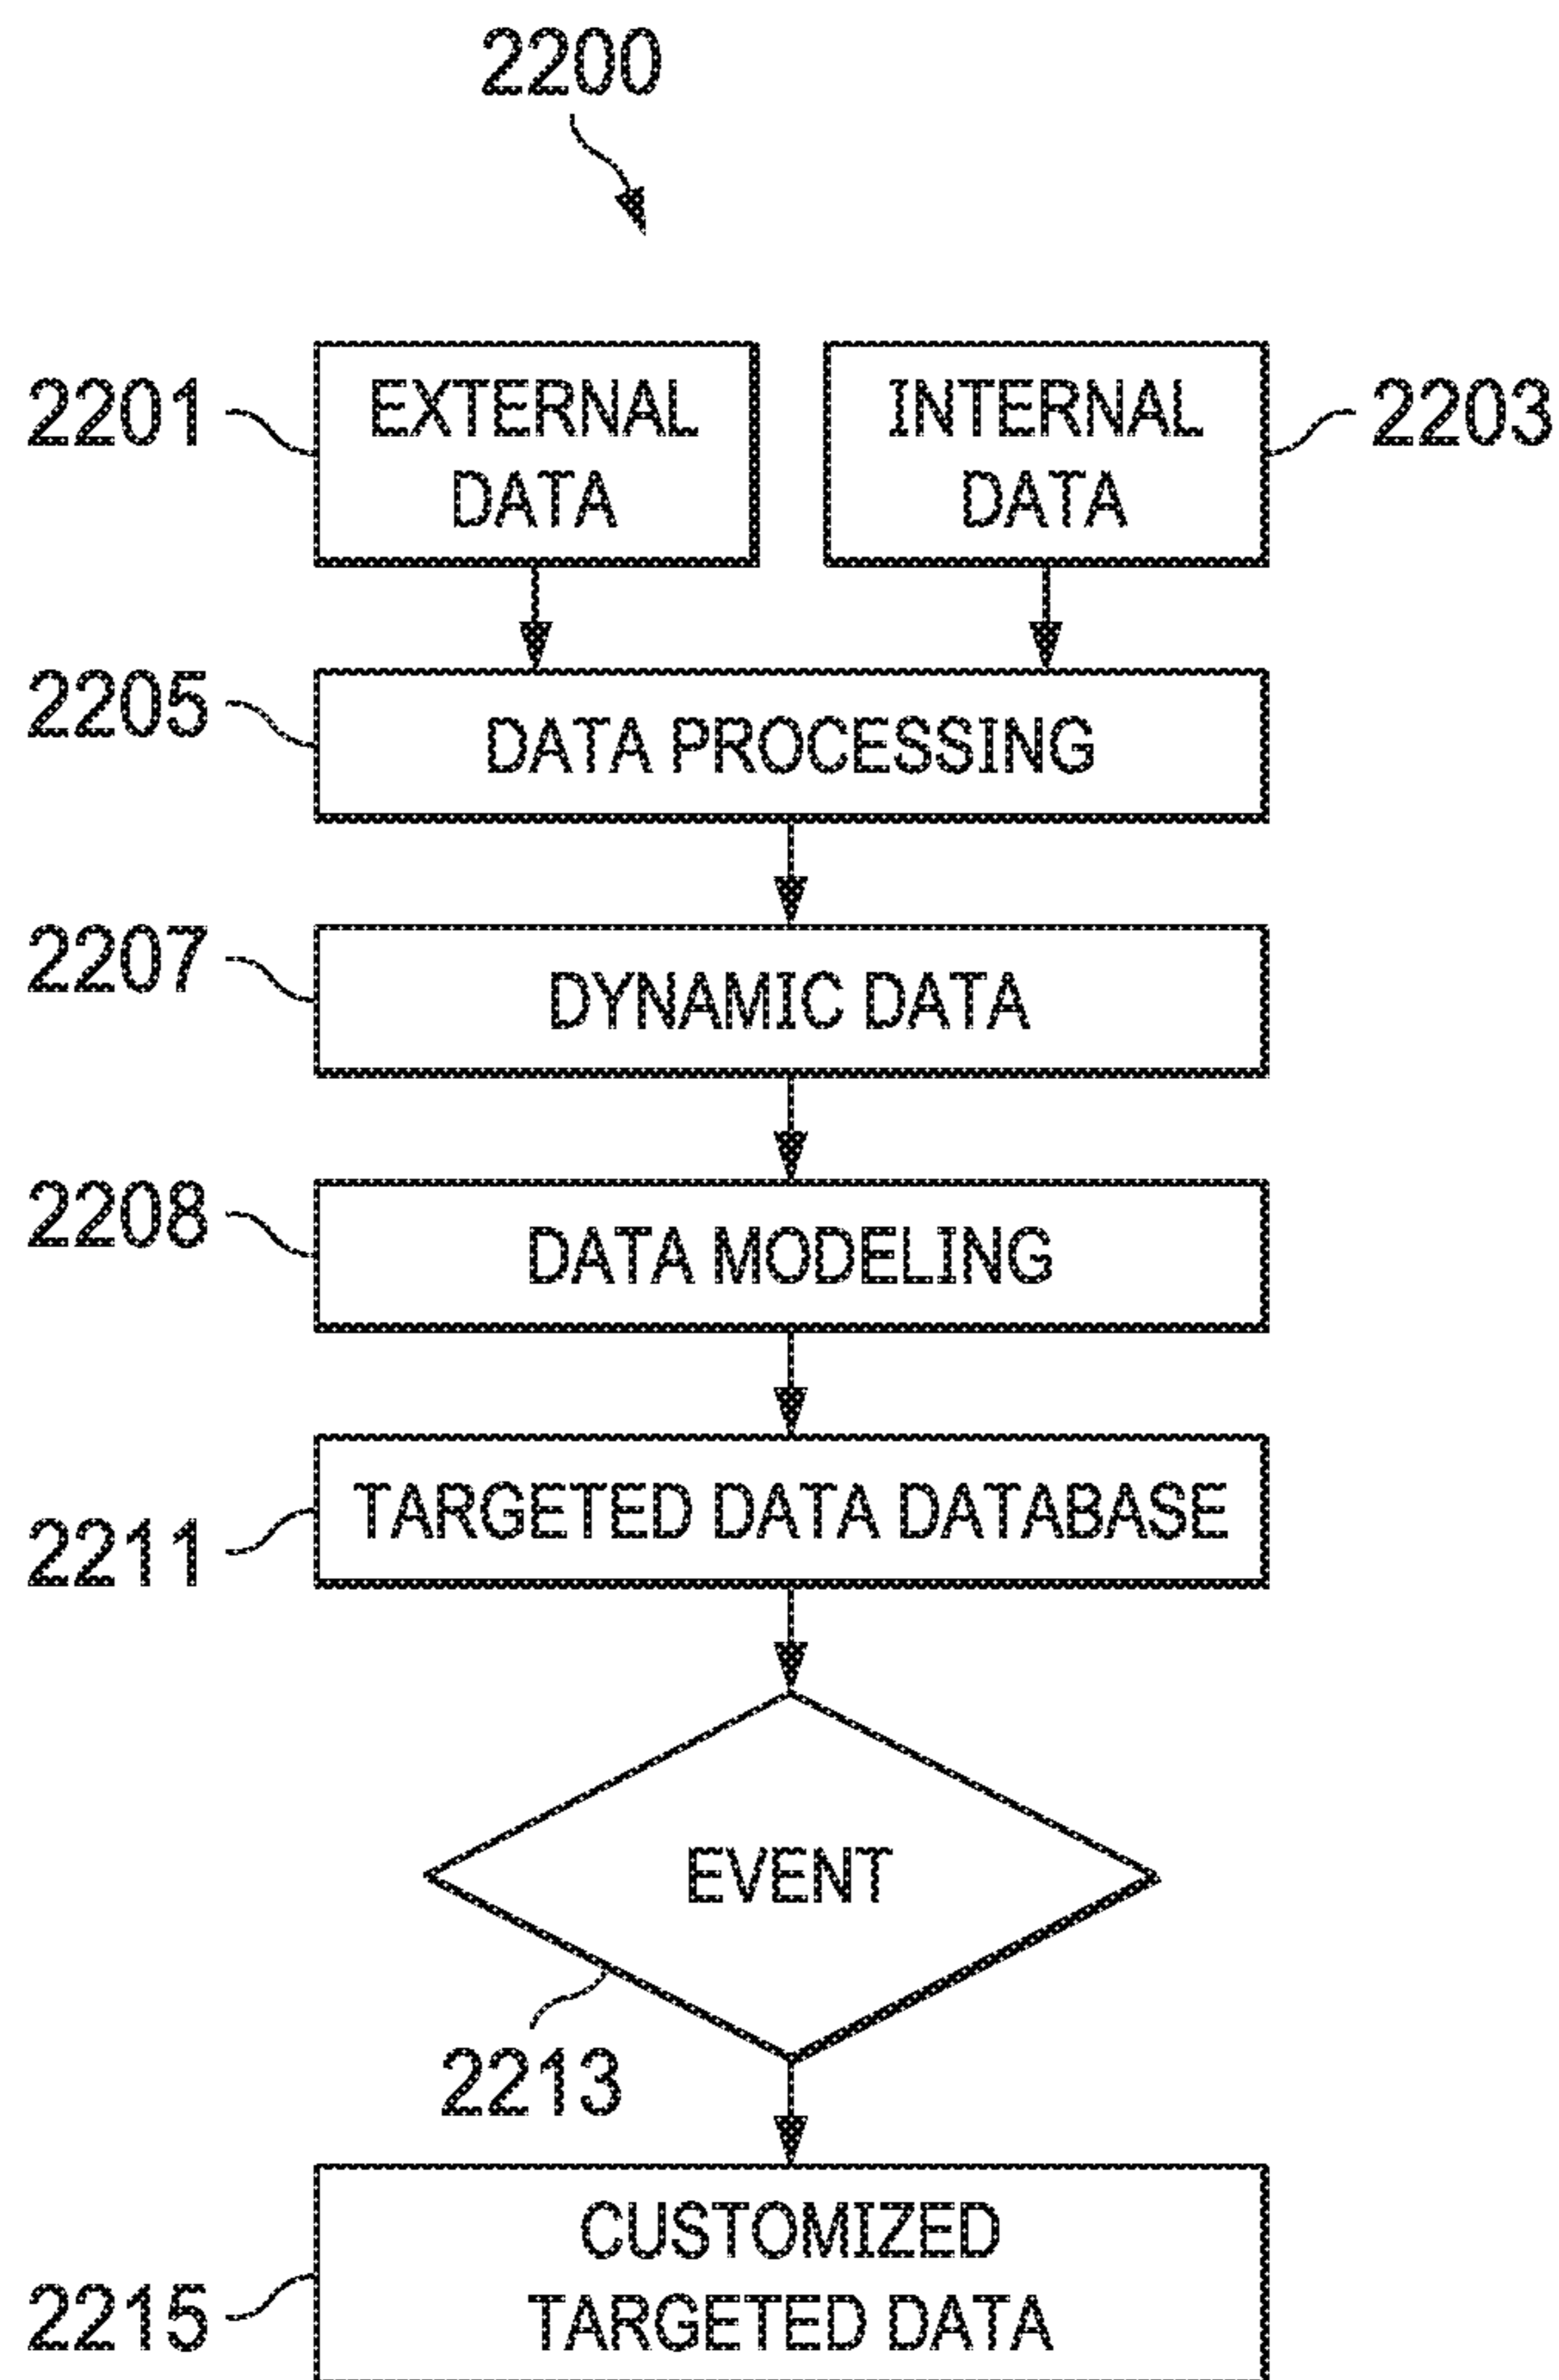 2200
2201
EXTERNAL
DATA
INTERNAL
DATA
2203
2205
DATA PROCESSING
2207
DYNAMIC DATA
2208
DATA MODELING
2211
TARGETED DATA DATABASE
EVENT
2213
2215
CUSTOMIZED
TARGETED DATA